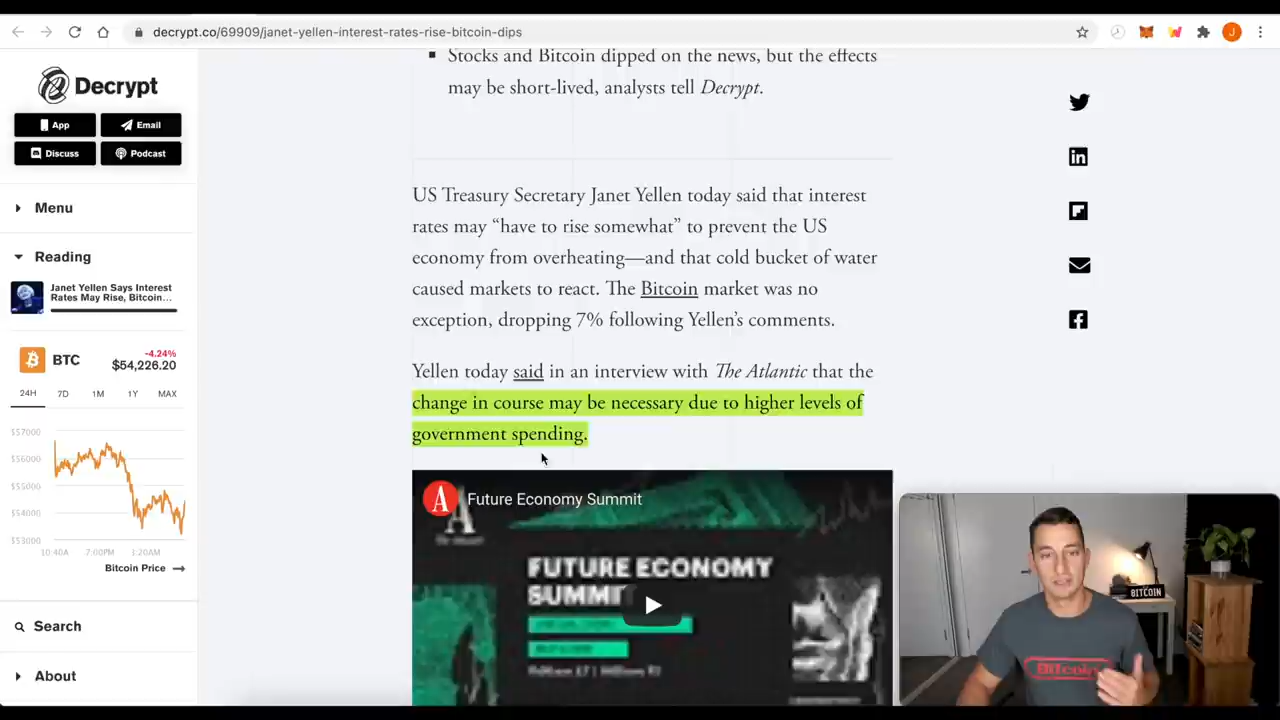 decrypt.co/69909/janet-yellen-interest-rates-rise-bitcoin-dips
J
Decrypt
App
Email
Discuss
Podcast
Menu
Reading
Janet Yellen Says Interest
Rates May Rise, Bitcoin...
BTC
-4.24%
$54,226.20
24H
7D
1M
1Y
MAX
$57000
$56000
$55000
$54000
$53000
10:40A
7:00PM
3:20AM
Bitcoin Price
Search
About
▪ Stocks and Bitcoin dipped on the news, but the effects
may be short-lived, analysts tell Decrypt.
US Treasury Secretary Janet Yellen today said that interest
rates may “have to rise somewhat” to prevent the US
economy from overheating—and that cold bucket of water
caused markets to react. The Bitcoin market was no
exception, dropping 7% following Yellen’s comments.
Yellen today said in an interview with The Atlantic that the
change in course may be necessary due to higher levels of
government spending.
A
Future Economy Summit
FUTURE ECONOMY
SUMMIT
BITCOIN
Bitcoin